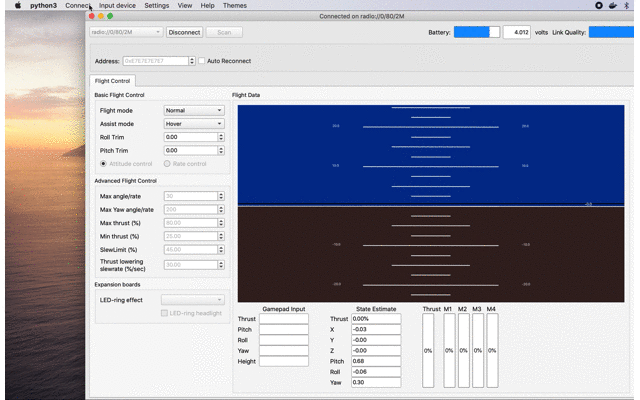 python3 Connect Input device Settings View Help Themes
Connected on radio://0/80/2M
radio://0/80/2M Disconnect Scan Battery: 4.012 volts Link Quality:
Address: 0xE7E7E7E7E7 Auto Reconnect
Flight Control
Basic Flight Control
Flight mode Normal
Assist mode Hover
Roll Trim 0.00
Pitch Trim 0.00
Attitude control Rate control
Advanced Flight Control
Max angle/rate 30
Max Yaw angle/rate 200
Max thrust (%) 80.00
Min thrust (%) 25.00
SlewLimit (%) 45.00
Thrust lowering
slewrate (%/sec) 30.00
Expansion boards
LED-ring effect
LED-ring headlight
Flight Data
20.0 20.0
10.0 10.0
-10.0 -10.0
-20.0 -20.0
Gamepad Input
Thrust
Pitch
Roll
Yaw
Height
State Estimate
Thrust 0.00%
X -0.03
Y -0.00
Z -0.00
Pitch 0.68
Roll -0.06
Yaw 0.30
Thrust M1 M2 M3 M4
0% 0% 0% 0% 0%